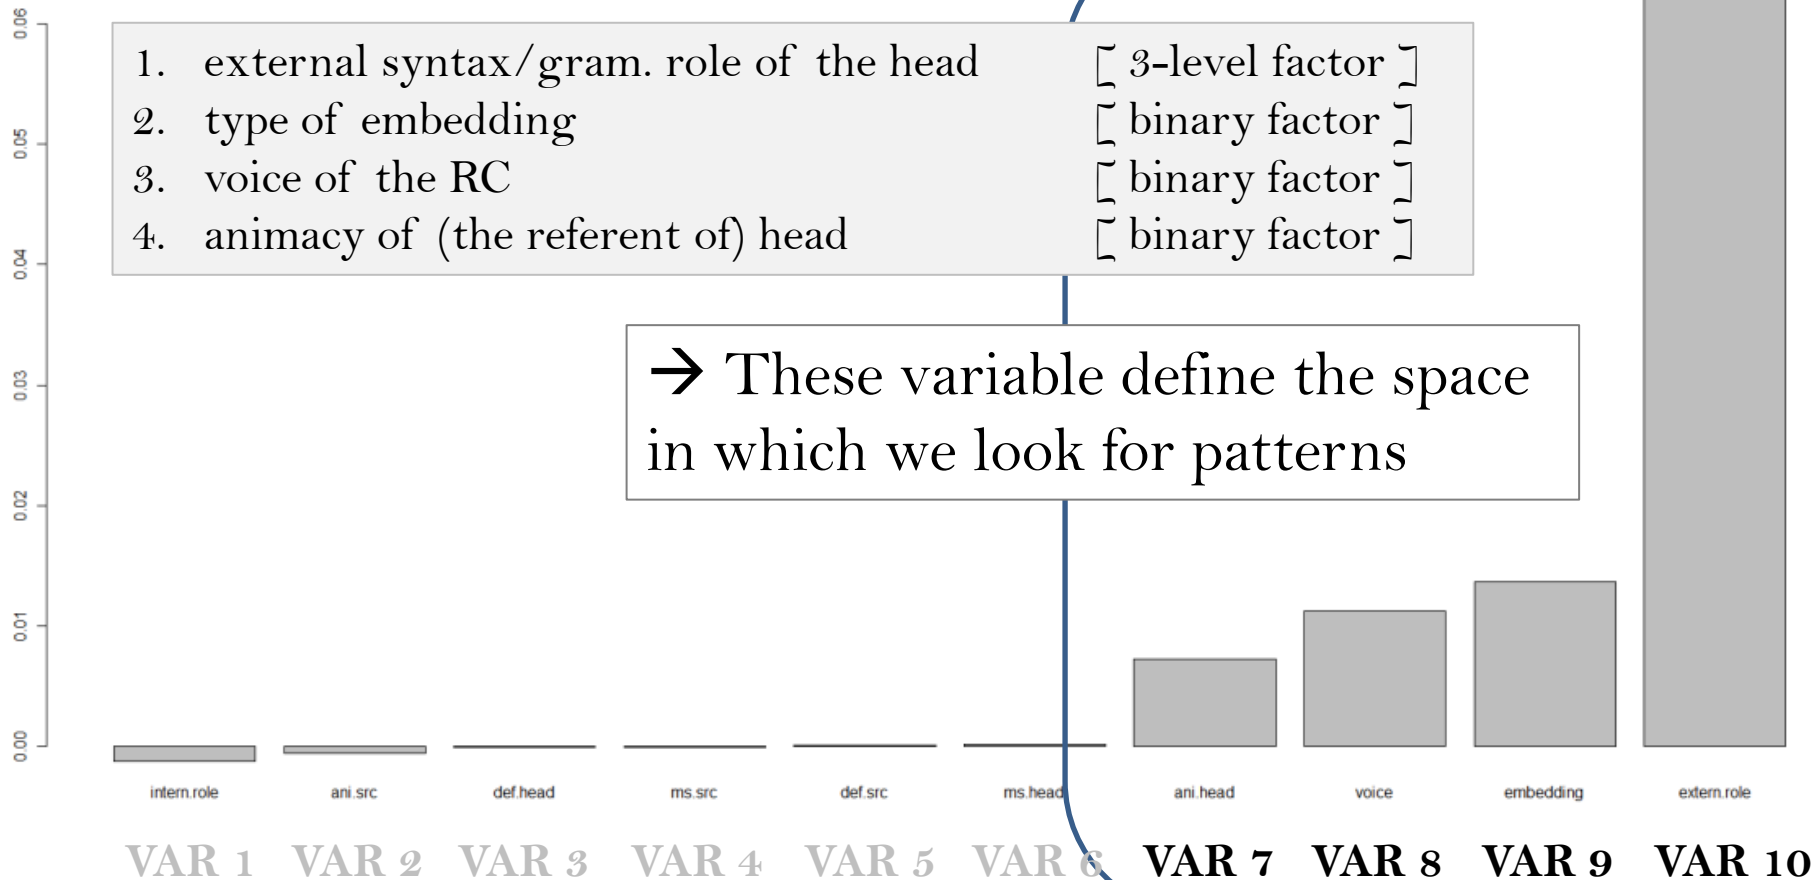 0.06
0.05
0.04
0.03
0.02
0.01
0.00
1. external syntax/gram. role of the head [ 3-level factor ]
2. type of embedding [ binary factor ]
3. voice of the RC [ binary factor ]
4. animacy of (the referent of) head [ binary factor ]
→ These variable define the space
in which we look for patterns
intern.role ani.src def.head ms.src def.src ms.head ani.head voice embedding extern.role
VAR 1 VAR 2 VAR 3 VAR 4 VAR 5 VAR 6 VAR 7 VAR 8 VAR 9 VAR 10